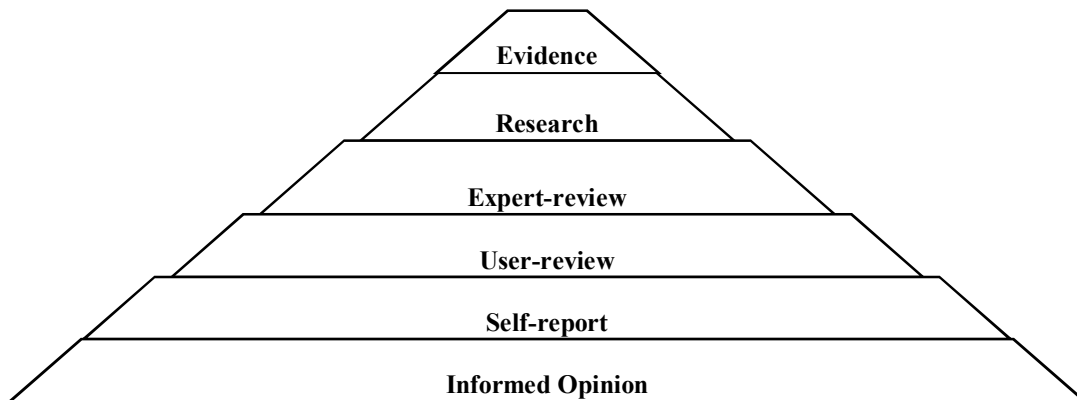 Evidence
Research
Expert-review
User-review
Self-report
Informed Opinion